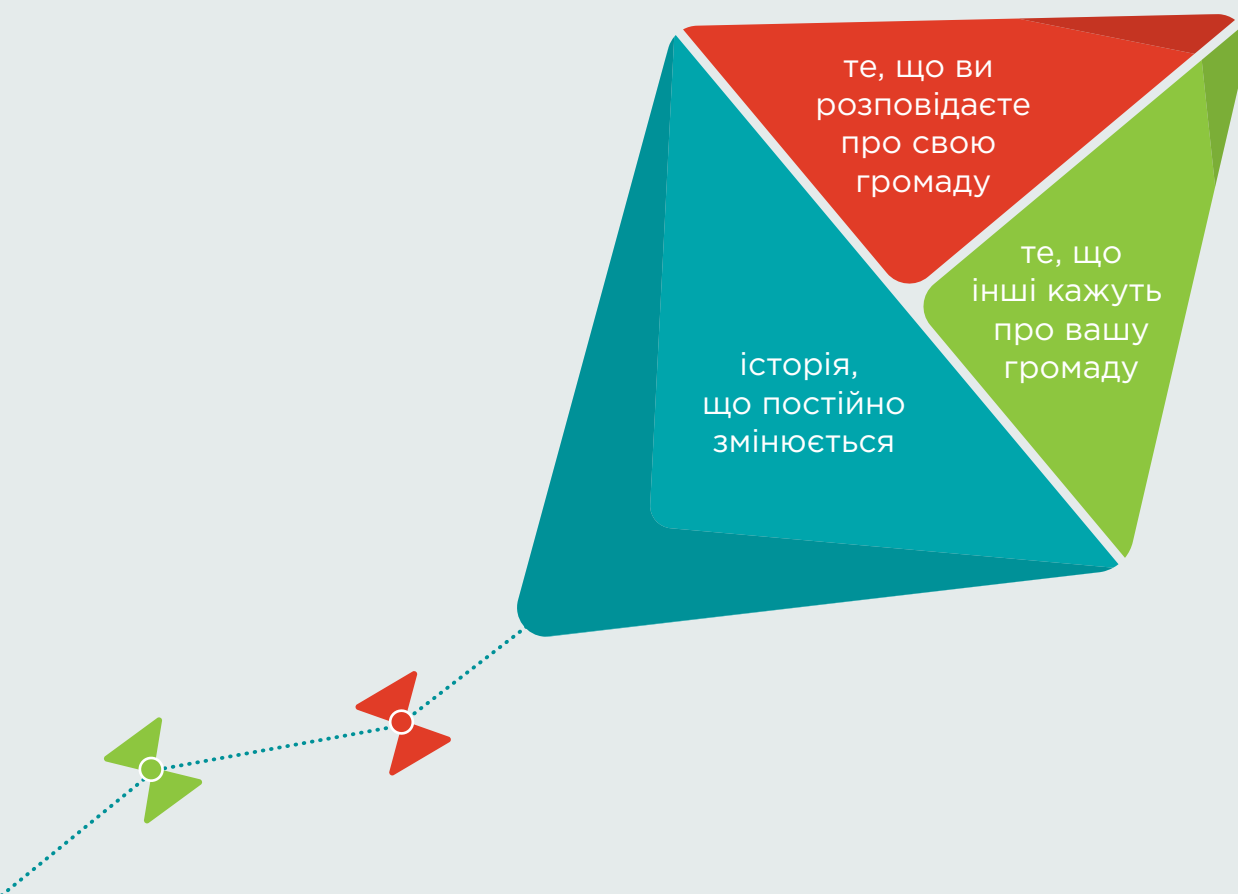 те, що ви
розповідаєте
про свою
громаду
те, що
інші кажуть
про вашу
громаду
історія,
що постійно
змінюється